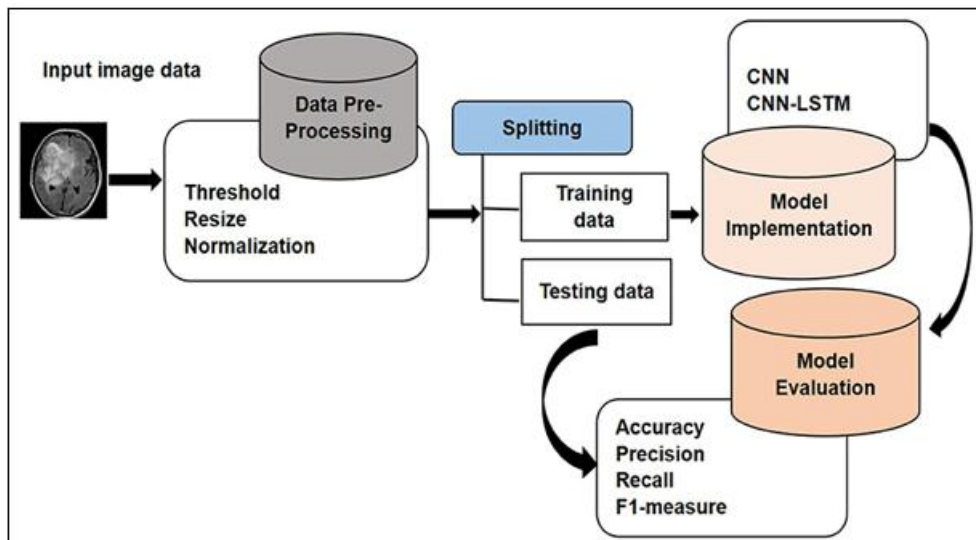 Input image data
Data Pre-
Processing
Threshold
Resize
Normalization
Splitting
Training
data
Testing data
CNN
CNN-LSTM
Model
Implementation
Model
Evaluation
Accuracy
Precision
Recall
F1-measure